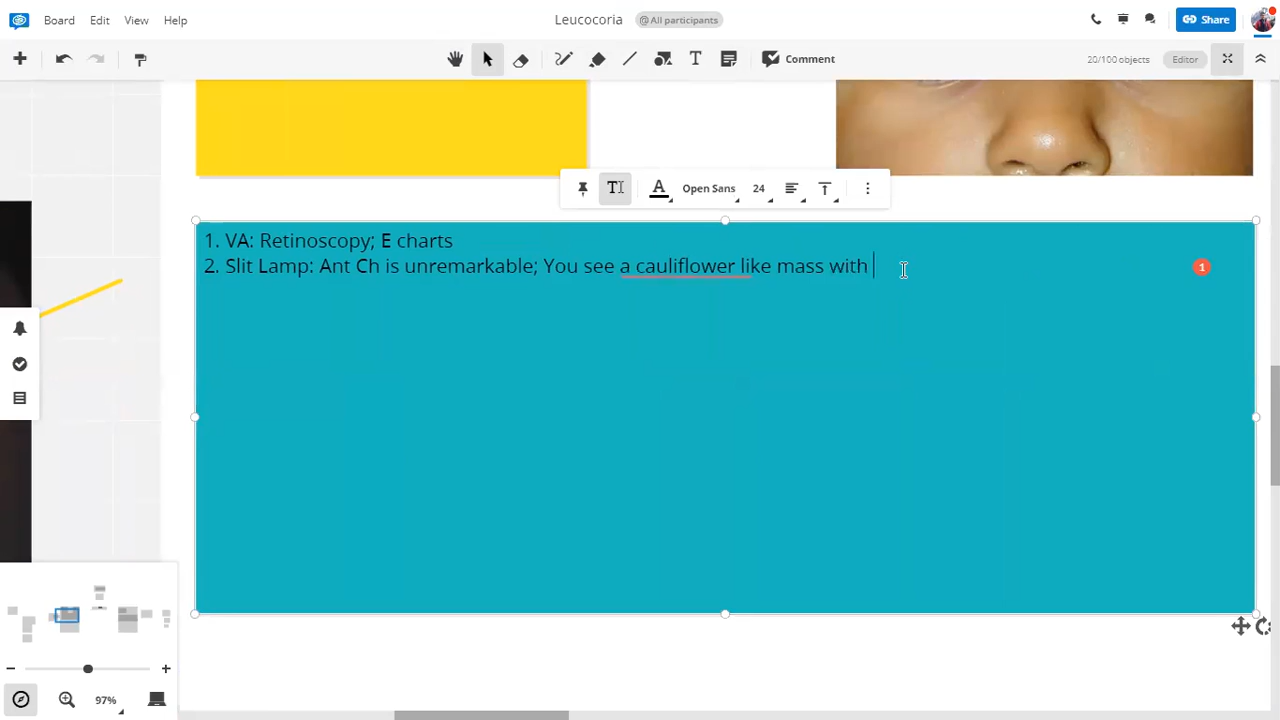 Board Edit View Help
Leucocoria
@ All participants
Share
Comment
20/100 objects
Editor
A Open Sans 24
1. VA: Retinoscopy; E charts
2. Slit Lamp: Ant Ch is unremarkable; You see a cauliflower like mass with
1
97%